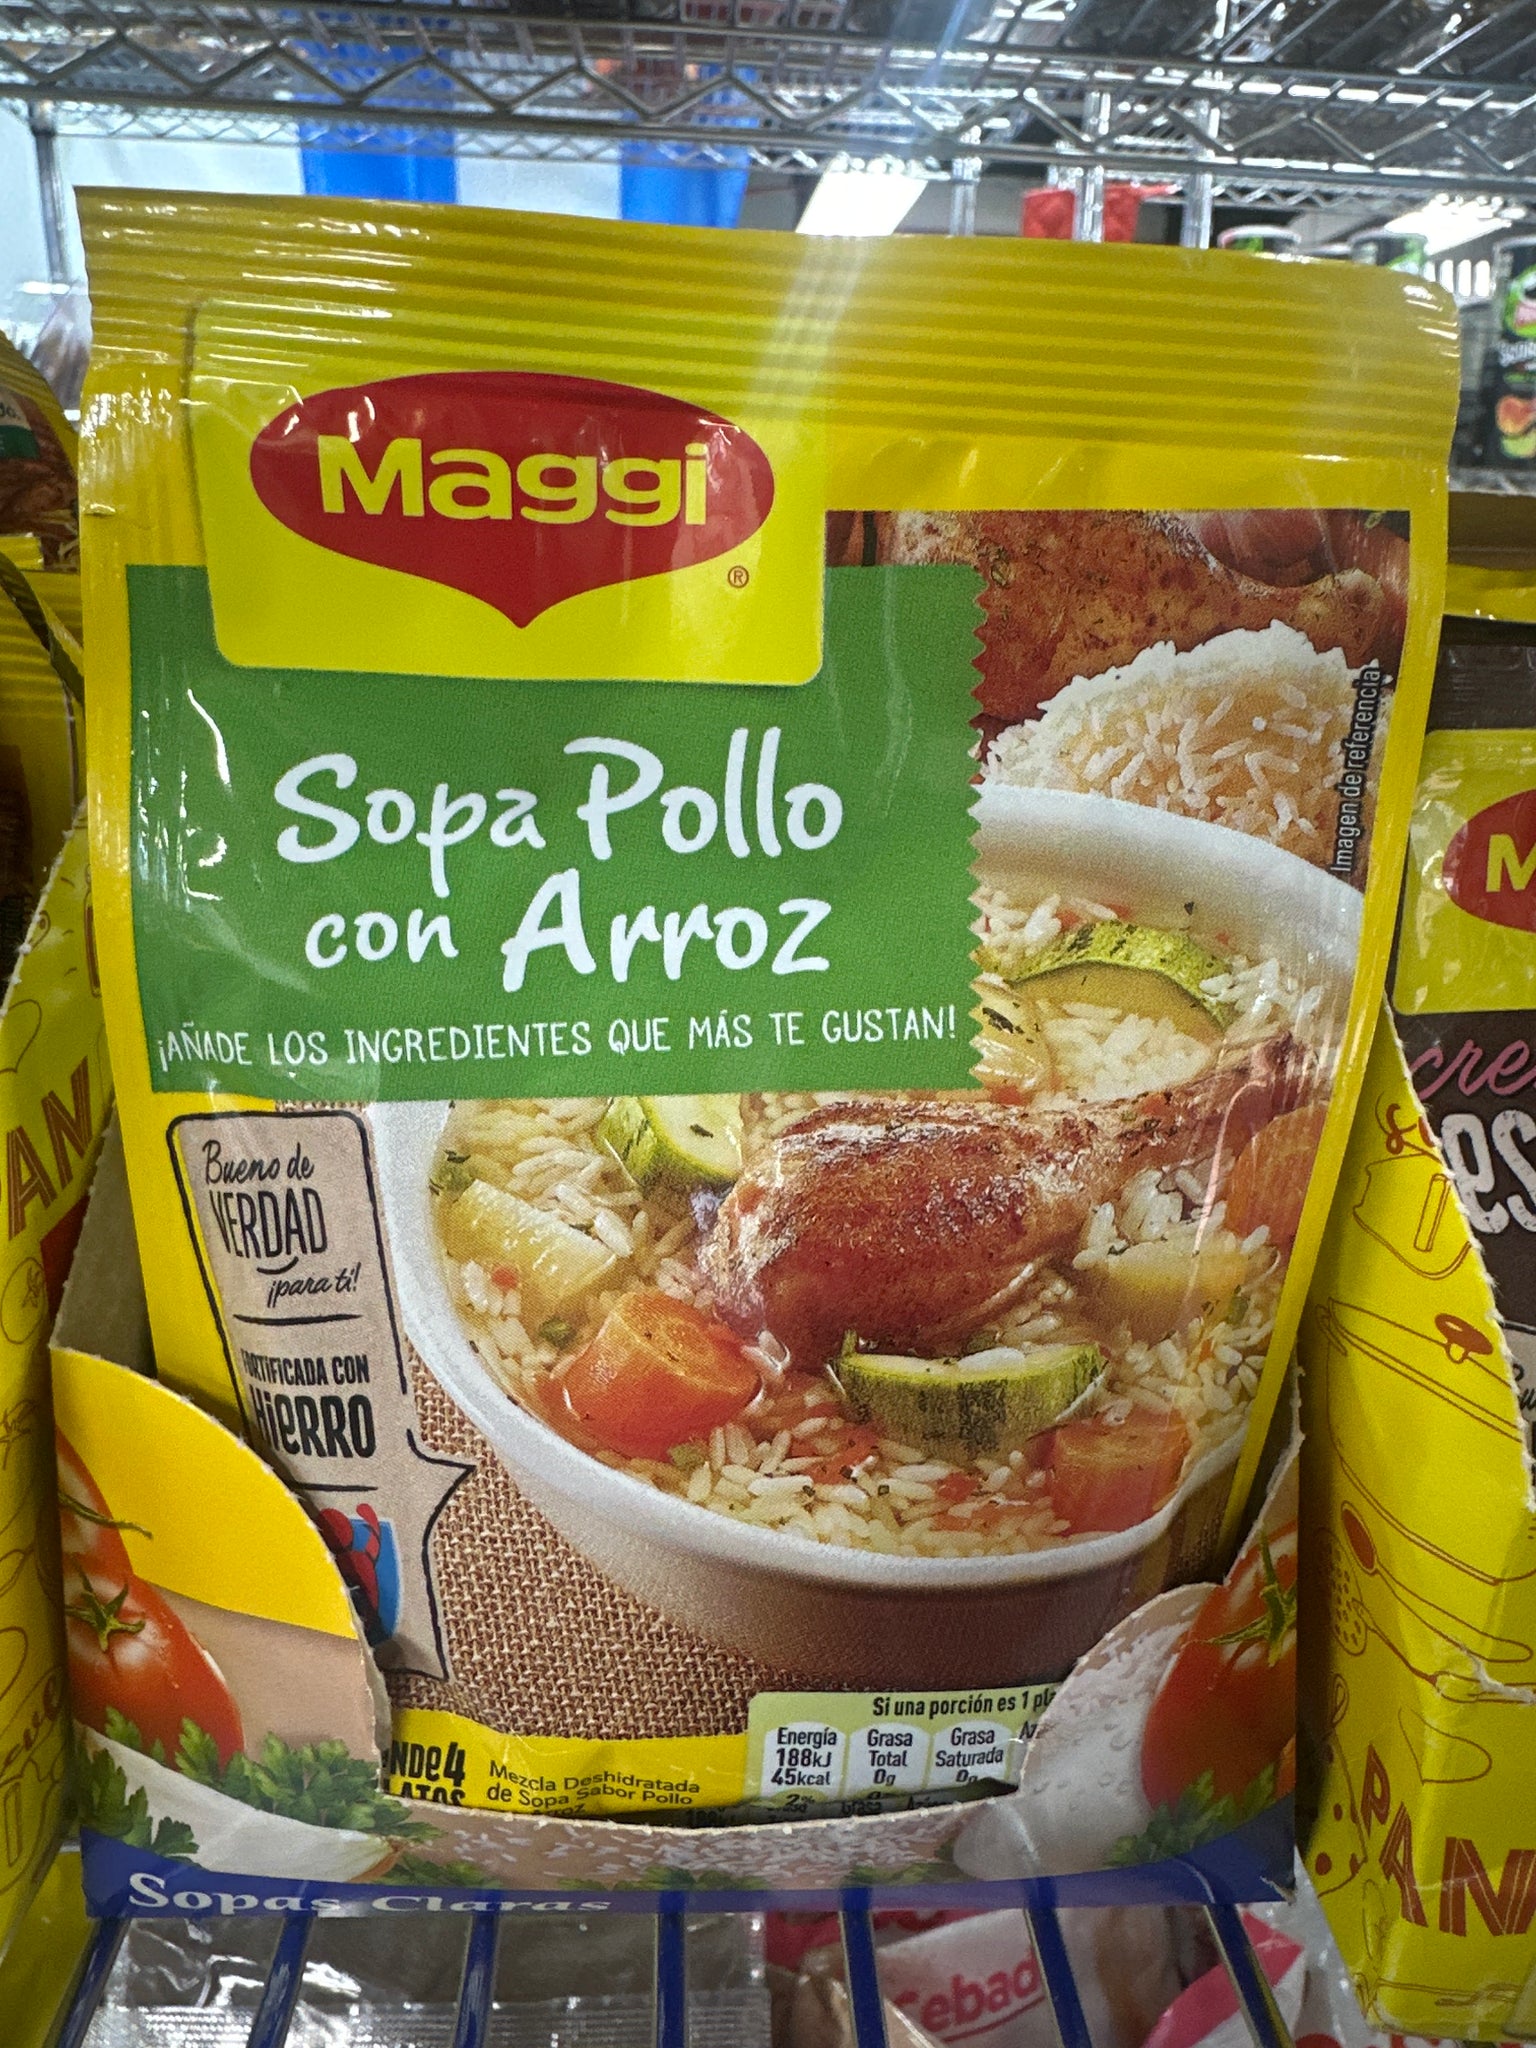 Maggi
®
Sopa Pollo
con Arroz
¡AÑADE LOS INGREDIENTES QUE MÁS TE GUSTAN!
Imagen de referencia
Bueno de
VERDAD
¡para ti!
FORTIFICADA CON
HIERRO
Si una porción es 1
Energía
188kJ
45kcal
2%
Grasa
Total
0g
Grasa
Saturada
0g
Mezcla Deshidratada
de Sopa Sabor Pollo
Sopas Claras